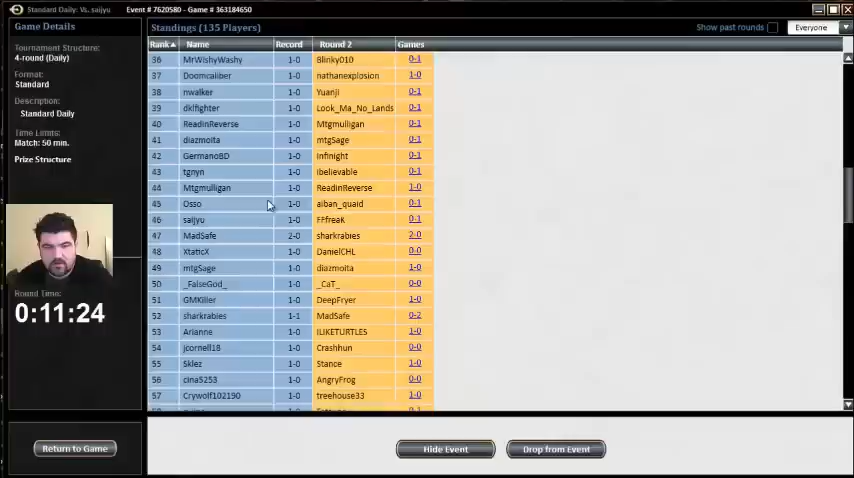 Standard Daily: Vs. saijyu Event # 7620580 - Game # 363184650
Game Details
Tournament Structure:
4-round (Daily)
Format:
Standard
Description:
Standard Daily
Time Limits:
Match: 50 min.
Prize Structure
Round Time:
0:11:24
Return to Game
Standings (135 Players)
Show past rounds
Everyone
Rank Name Record Round 2 Games
36 MrWishyWashy 1-0 Blinky010 0-1
37 Doomcaliber 1-0 nathanexplosion 1-0
38 nwalker 1-0 Yuanji 0-1
39 dklfighter 1-0 Look_Ma_No_Lands 0-1
40 ReadinReverse 1-0 Mtgmulligan 0-1
41 diazmoita 1-0 mtgSage 0-1
42 GermanoBD 1-0 Infinight 0-1
43 tgnyn 1-0 ibelievable 0-1
44 Mtgmulligan 1-0 ReadinReverse 1-0
45 Osso 1-0 aiban_quaid 0-1
46 saijyu 1-0 FFfreaK 0-1
47 MadSafe 2-0 sharkrabies 2-0
48 XtaticX 1-0 DanielCHL 0-0
49 mtgSage 1-0 diazmoita 1-0
50 _FalseGod_ 1-0 _CaT_ 0-0
51 GMKiller 1-0 DeepFryer 1-0
52 sharkrabies 1-1 MadSafe 0-2
53 Arianne 1-0 ILIKETURTLES 1-0
54 jcornell18 1-0 Crashhun 0-0
55 Sklez 1-0 Stance 1-0
56 cina5253 1-0 AngryFrog 0-0
57 Crywolf102190 1-0 treehouse33 1-0
Hide Event
Drop from Event